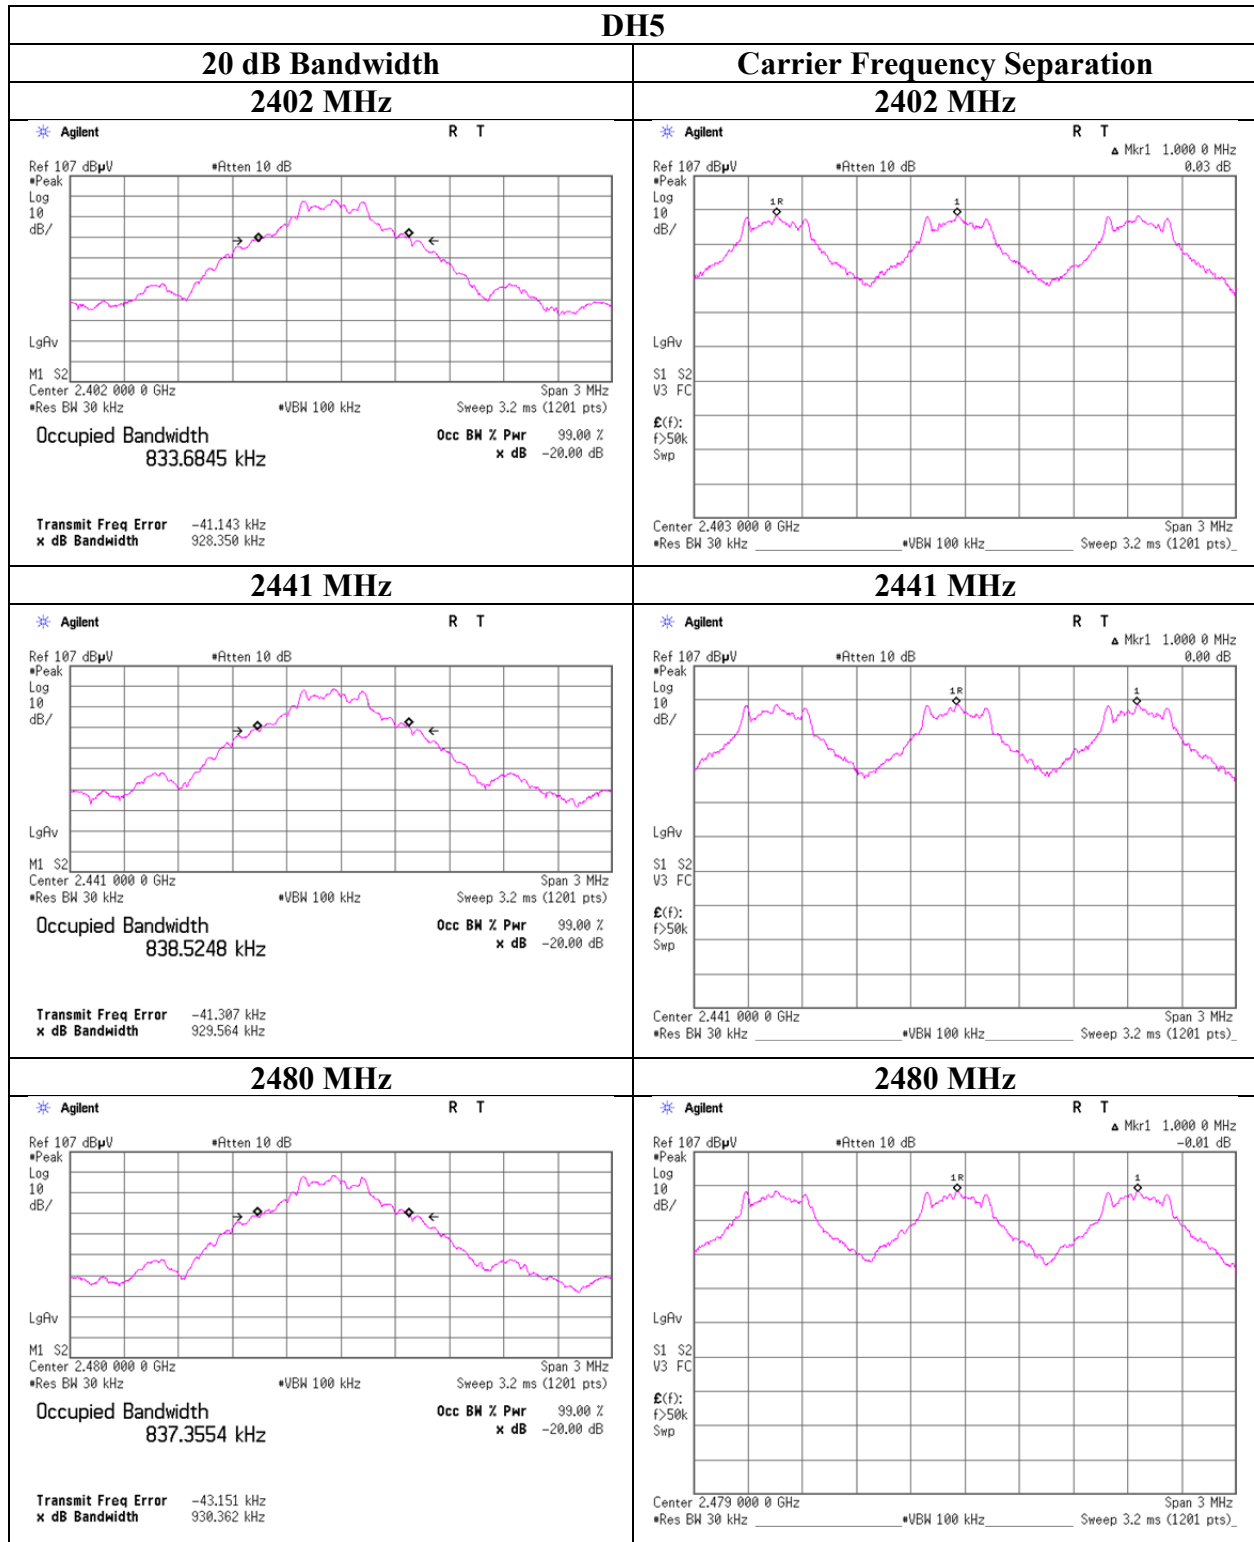 DH5
20 dB Bandwidth
Carrier Frequency Separation
2402 MHz
2402 MHz
Agilent R T
Ref 107 dBµV #Atten 10 dB
#Peak
Log
10
dB/
LgAv
M1 S2
Center 2.402 000 0 GHz Span 3 MHz
#Res BW 30 kHz #VBW 100 kHz Sweep 3.2 ms (1201 pts)
Occupied Bandwidth Occ BW % Pwr 99.00 %
833.6845 kHz x dB -20.00 dB
Transmit Freq Error -41.143 kHz
x dB Bandwidth 928.350 kHz
Agilent R T
Δ Mkr1 1.000 0 MHz
Ref 107 dBµV #Atten 10 dB 0.03 dB
#Peak
Log
10
dB/
1R 1
LgAv
S1 S2
V3 FC
£(f):
f>50k
Swp
Center 2.403 000 0 GHz Span 3 MHz
#Res BW 30 kHz #VBW 100 kHz Sweep 3.2 ms (1201 pts)
2441 MHz
2441 MHz
Agilent R T
Ref 107 dBµV #Atten 10 dB
#Peak
Log
10
dB/
LgAv
M1 S2
Center 2.441 000 0 GHz Span 3 MHz
#Res BW 30 kHz #VBW 100 kHz Sweep 3.2 ms (1201 pts)
Occupied Bandwidth Occ BW % Pwr 99.00 %
838.5248 kHz x dB -20.00 dB
Transmit Freq Error -41.307 kHz
x dB Bandwidth 929.564 kHz
Agilent R T
Δ Mkr1 1.000 0 MHz
Ref 107 dBµV #Atten 10 dB 0.00 dB
#Peak
Log
10
dB/
1R 1
LgAv
S1 S2
V3 FC
£(f):
f>50k
Swp
Center 2.441 000 0 GHz Span 3 MHz
#Res BW 30 kHz #VBW 100 kHz Sweep 3.2 ms (1201 pts)
2480 MHz
2480 MHz
Agilent R T
Ref 107 dBµV #Atten 10 dB
#Peak
Log
10
dB/
LgAv
M1 S2
Center 2.480 000 0 GHz Span 3 MHz
#Res BW 30 kHz #VBW 100 kHz Sweep 3.2 ms (1201 pts)
Occupied Bandwidth Occ BW % Pwr 99.00 %
837.3554 kHz x dB -20.00 dB
Transmit Freq Error -43.151 kHz
x dB Bandwidth 930.362 kHz
Agilent R T
Δ Mkr1 1.000 0 MHz
Ref 107 dBµV #Atten 10 dB -0.01 dB
#Peak
Log
10
dB/
1R 1
LgAv
S1 S2
V3 FC
£(f):
f>50k
Swp
Center 2.479 000 0 GHz Span 3 MHz
#Res BW 30 kHz #VBW 100 kHz Sweep 3.2 ms (1201 pts)